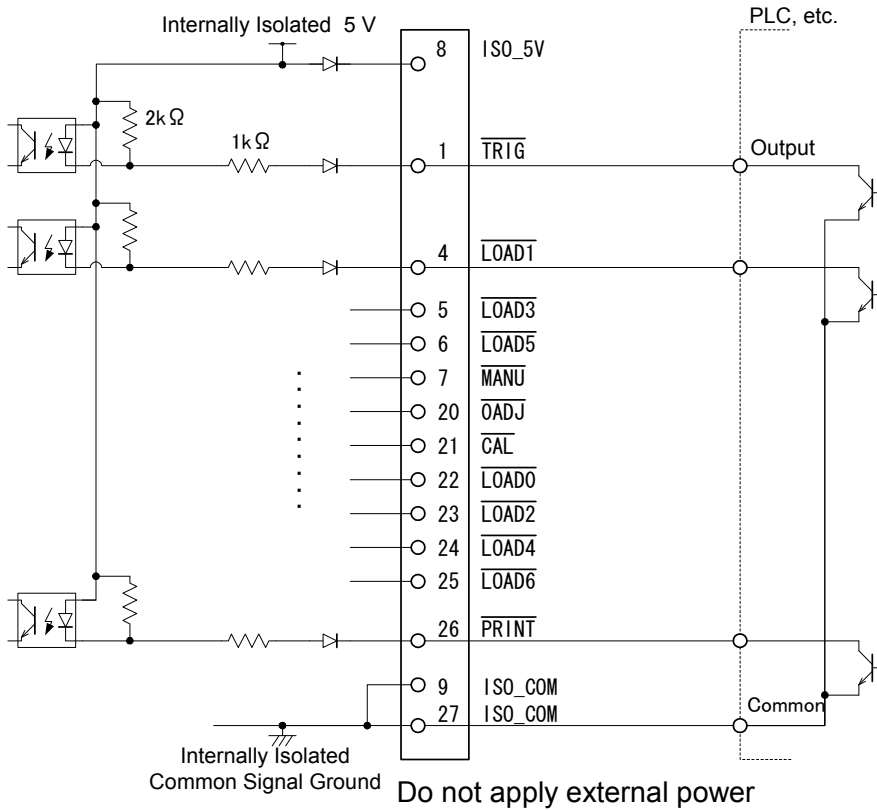 PLC, etc.
Internally Isolated 5 V
8 ISO_5V
2kΩ
1kΩ
1 TRIG
Output
4 LOAD1
5 LOAD3
6 LOAD5
7 MANU
20 0ADJ
21 CAL
22 LOAD0
23 LOAD2
24 LOAD4
25 LOAD6
26 PRINT
9 ISO_COM
27 ISO_COM
Common
Internally Isolated
Common Signal Ground
Do not apply external power